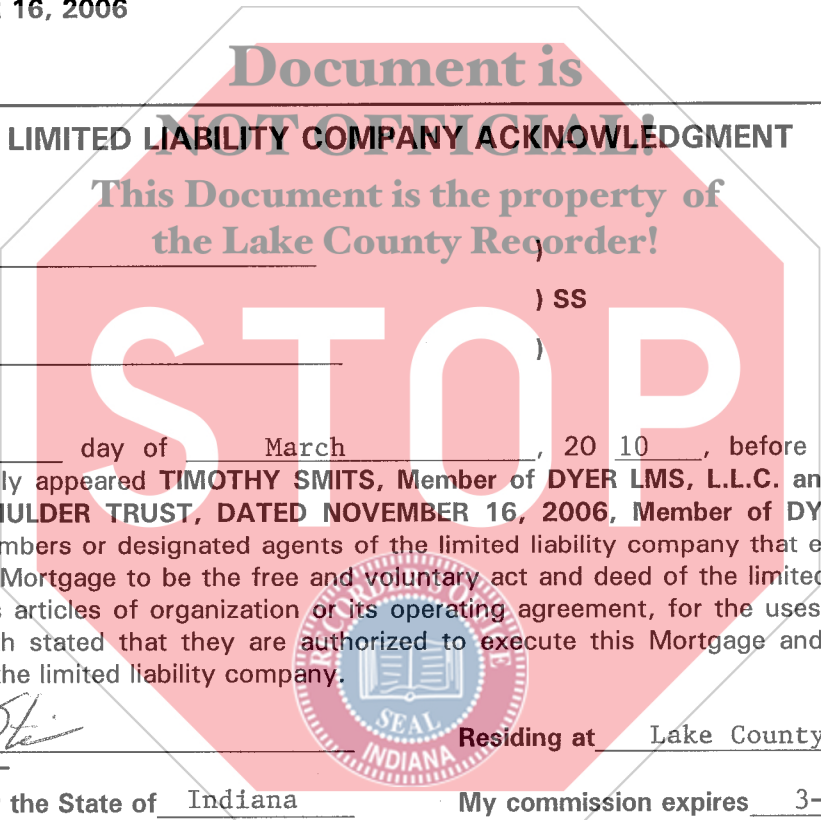 16, 2006
Document is
LIMITED LIABILITY COMPANY ACKNOWLEDGMENT
NOT OFFICIAL!
This Document is the property of
the Lake County Recorder!
)
) SS
)
STOP
day of March, 20 10, before
ly appeared TIMOTHY SMITS, Member of DYER LMS, L.L.C. an
ULDER TRUST, DATED NOVEMBER 16, 2006, Member of DY
mbers or designated agents of the limited liability company that e
Mortgage to be the free and voluntary act and deed of the limited
s articles of organization or its operating agreement, for the uses
h stated that they are authorized to execute this Mortgage and
the limited liability company.
RECORDERS OFFICE
SEAL
INDIANA
Residing at Lake County
the State of Indiana My commission expires 3-